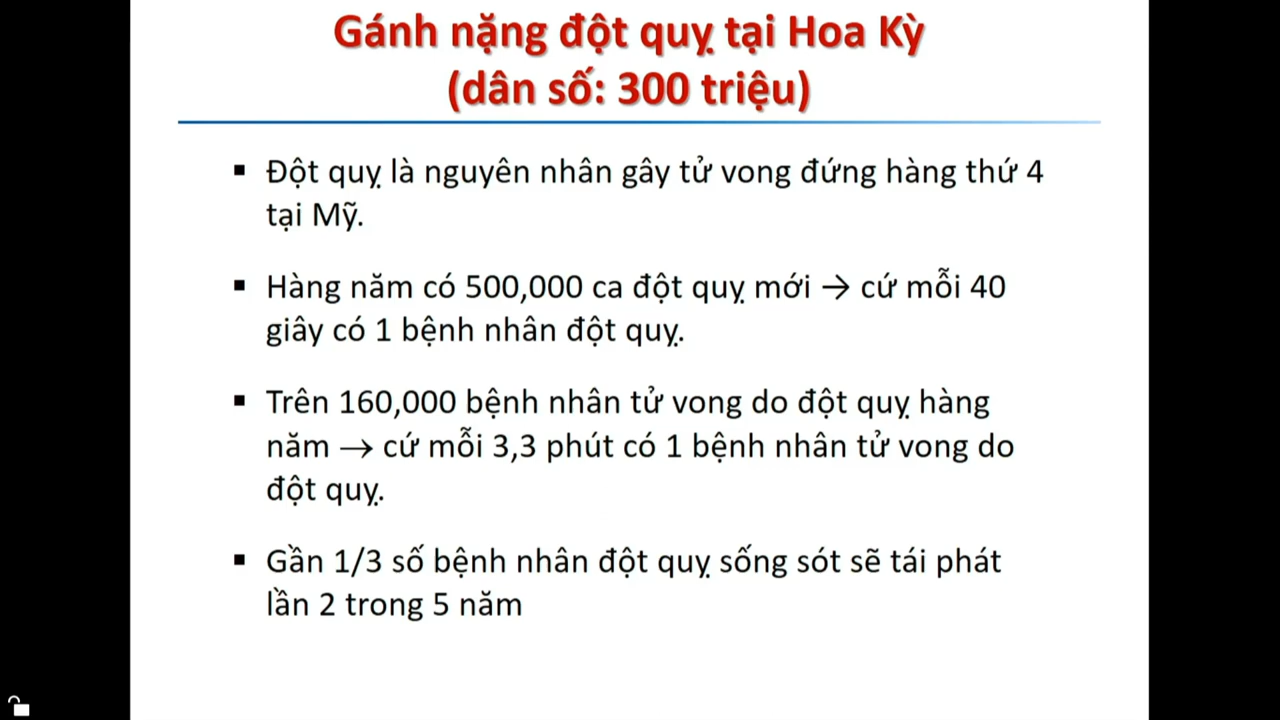 Gánh nặng đột quỵ tại Hoa Kỳ
(dân số: 300 triệu)
▪ Đột quỵ là nguyên nhân gây tử vong đứng hàng thứ 4
tại Mỹ.
▪ Hàng năm có 500,000 ca đột quỵ mới → cứ mỗi 40
giây có 1 bệnh nhân đột quỵ.
▪ Trên 160,000 bệnh nhân tử vong do đột quỵ hàng
năm → cứ mỗi 3,3 phút có 1 bệnh nhân tử vong do
đột quỵ.
▪ Gần 1/3 số bệnh nhân đột quỵ sống sót sẽ tái phát
lần 2 trong 5 năm